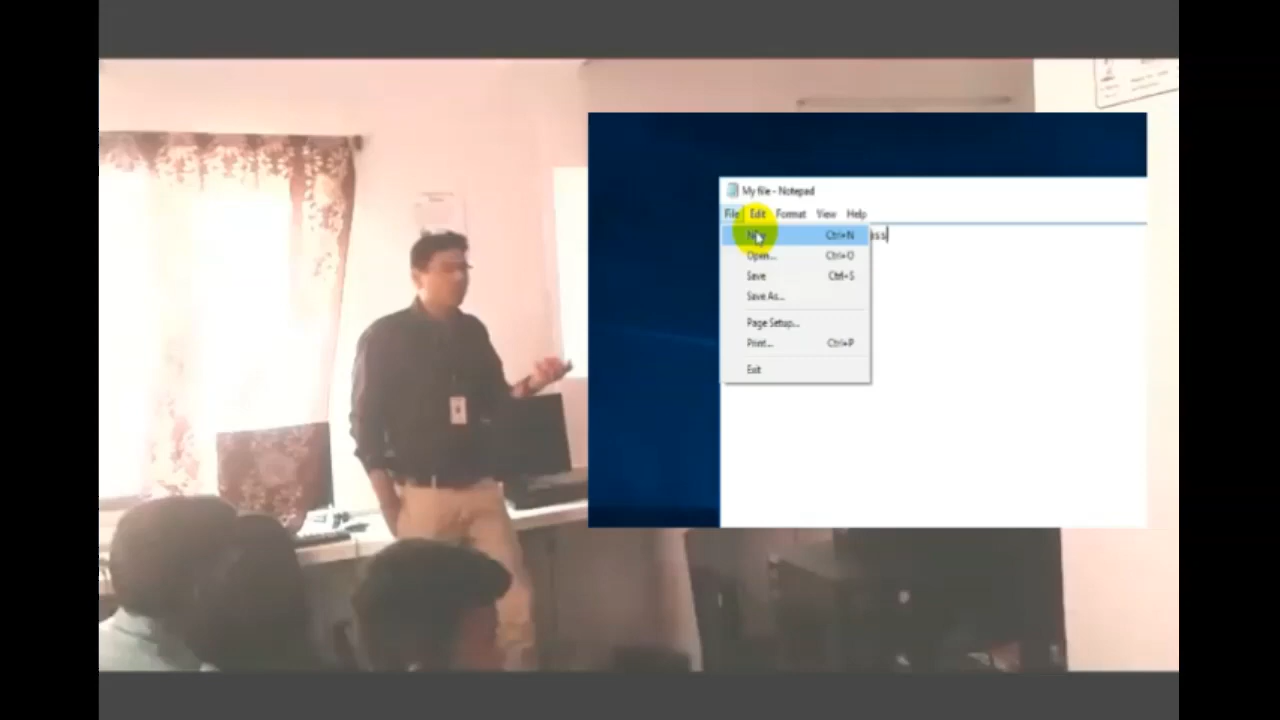 My file - Notepad
File Edit Format View Help
New Ctrl+N
Open... Ctrl+O
Save Ctrl+S
Save As...
Page Setup...
Print... Ctrl+P
Exit